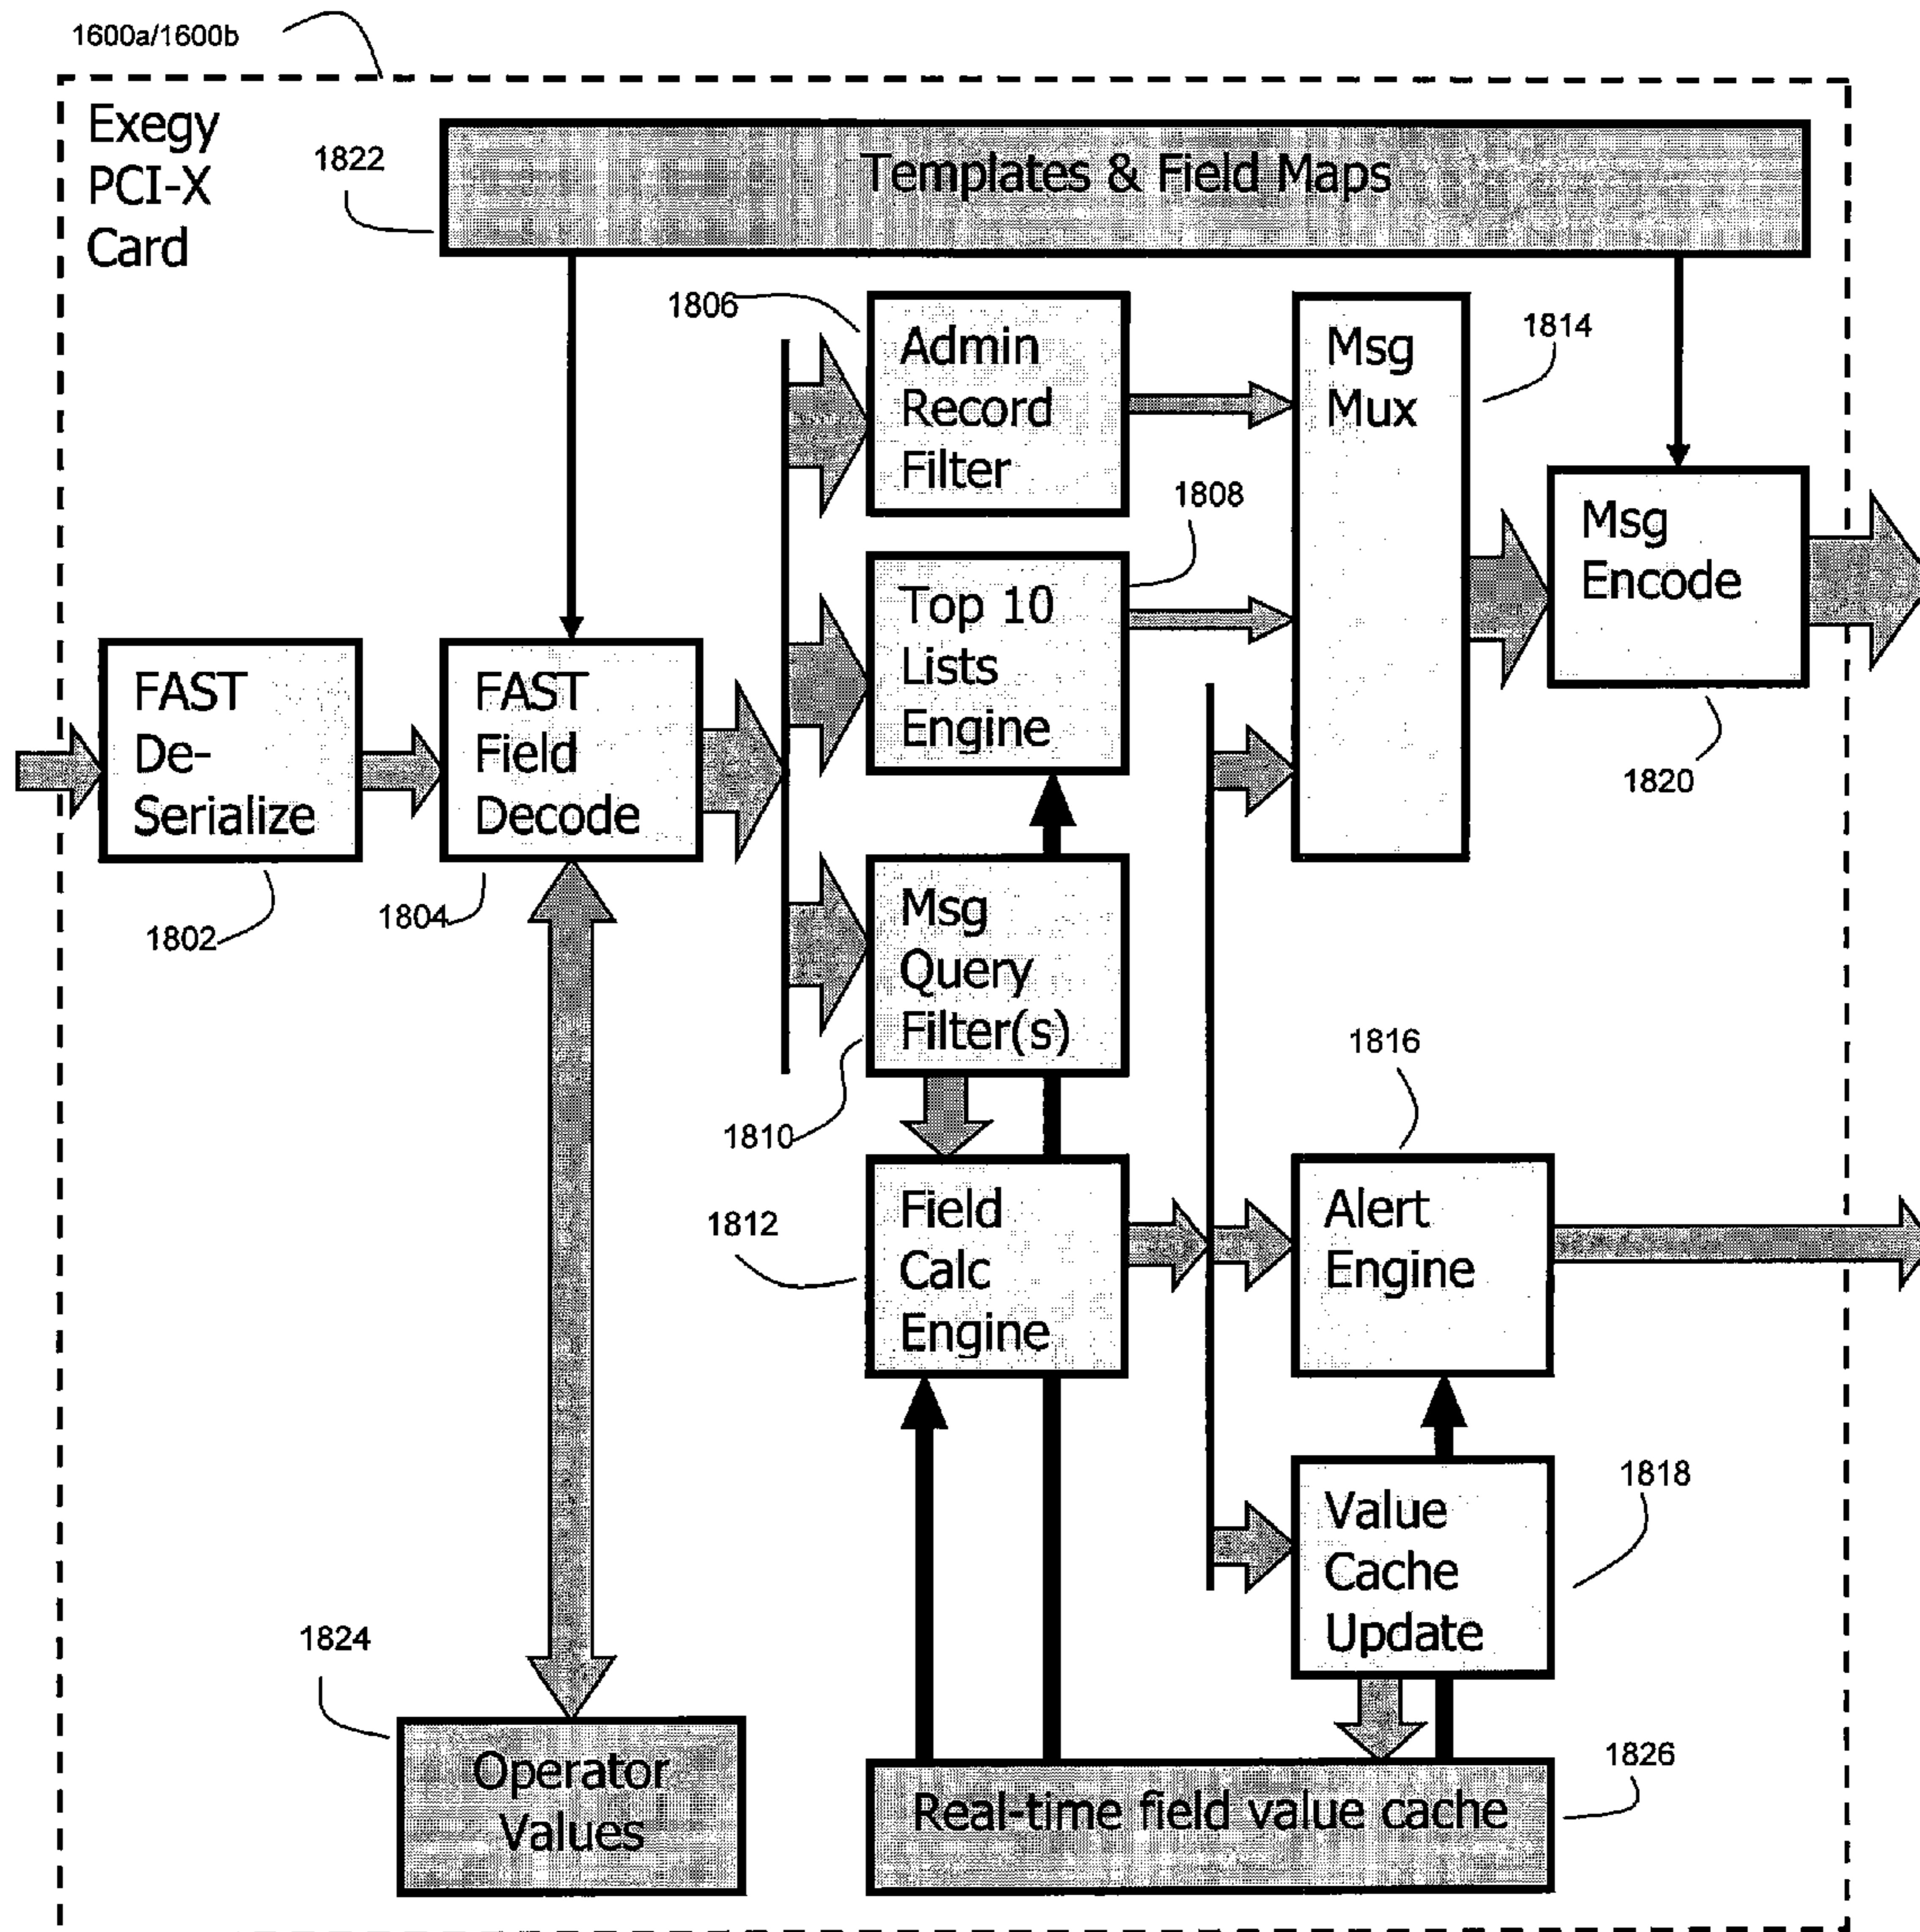 1600a/1600b
Exegy
PCI-X
Card
1822
Templates & Field Maps
1806
Admin
Record
Filter
Msg
Mux
1814
1808
Top 10
Lists
Engine
Msg
Encode
1820
FAST
De-
Serialize
1802
FAST
Field
Decode
1804
Msg
Query
Filter(s)
1810
1816
Field
Calc
Engine
1812
Alert
Engine
Value
Cache
Update
1818
1824
Operator
Values
Real-time field value cache
1826